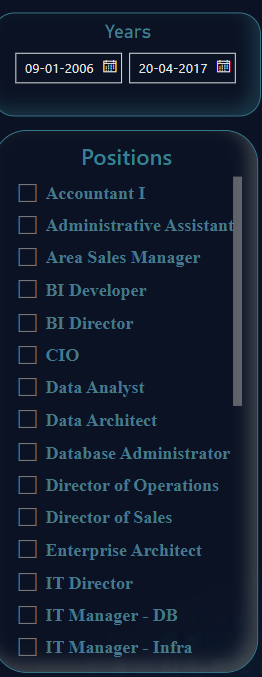 Years
09-01-2006 20-04-2017
Positions
Accountant I
Administrative Assistant
Area Sales Manager
BI Developer
BI Director
CIO
Data Analyst
Data Architect
Database Administrator
Director of Operations
Director of Sales
Enterprise Architect
IT Director
IT Manager - DB
IT Manager - Infra